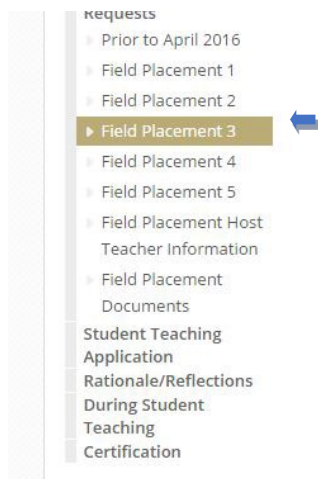 Requests
Prior to April 2016
Field Placement 1
Field Placement 2
Field Placement 3
Field Placement 4
Field Placement 5
Field Placement Host
Teacher Information
Field Placement
Documents
Student Teaching
Application
Rationale/Reflections
During Student
Teaching
Certification